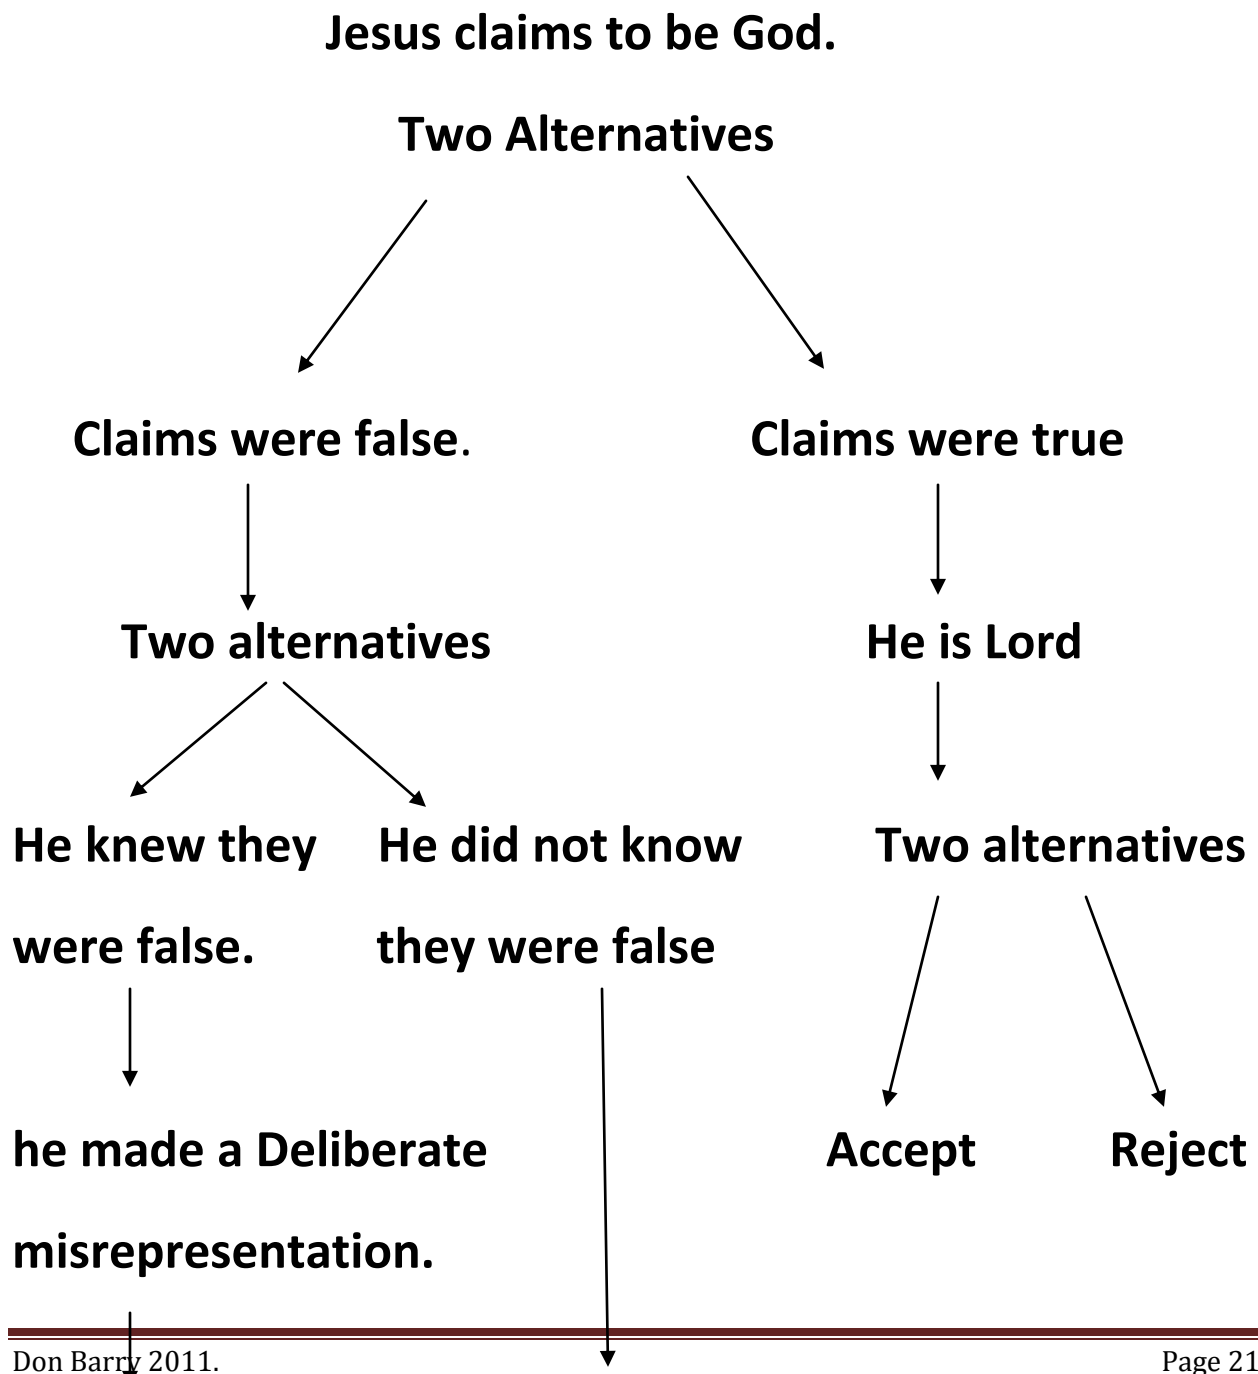 Jesus claims to be God.
Two Alternatives
Claims were false. Claims were true
Two alternatives He is Lord
He knew they He did not know Two alternatives
were false. they were false
he made a Deliberate Accept Reject
misrepresentation.
Don Barry 2011. Page 21